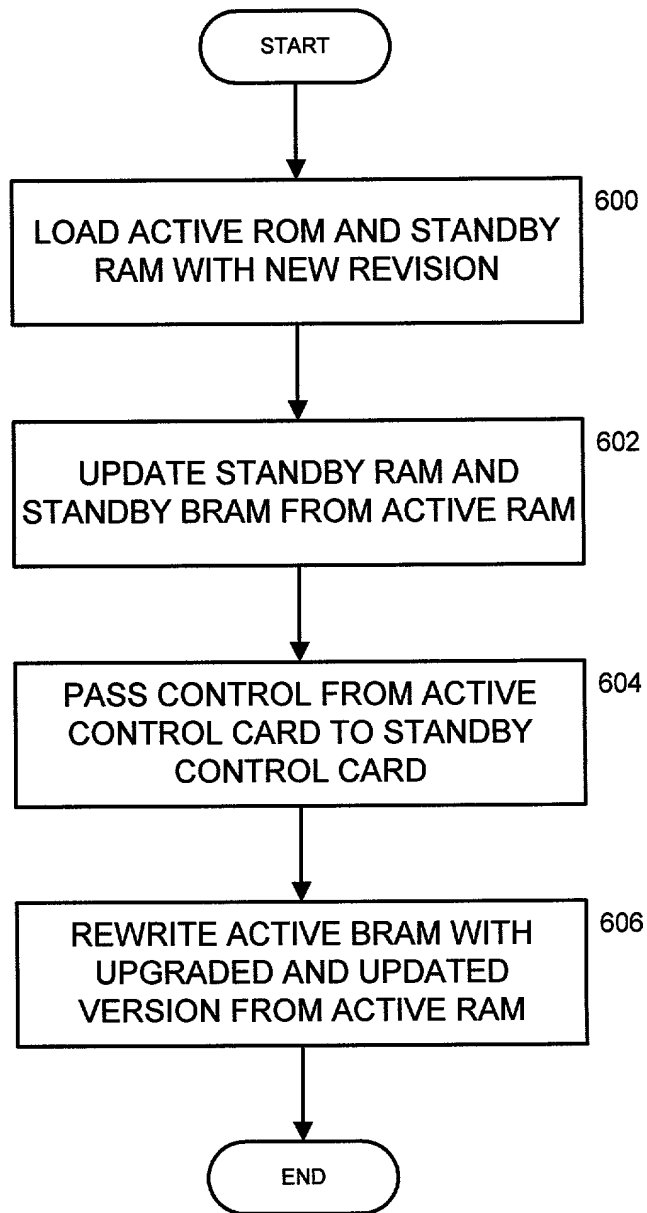 START
600
LOAD ACTIVE ROM AND STANDBY
RAM WITH NEW REVISION
602
UPDATE STANDBY RAM AND
STANDBY BRAM FROM ACTIVE RAM
604
PASS CONTROL FROM ACTIVE
CONTROL CARD TO STANDBY
CONTROL CARD
606
REWRITE ACTIVE BRAM WITH
UPGRADED AND UPDATED
VERSION FROM ACTIVE RAM
END